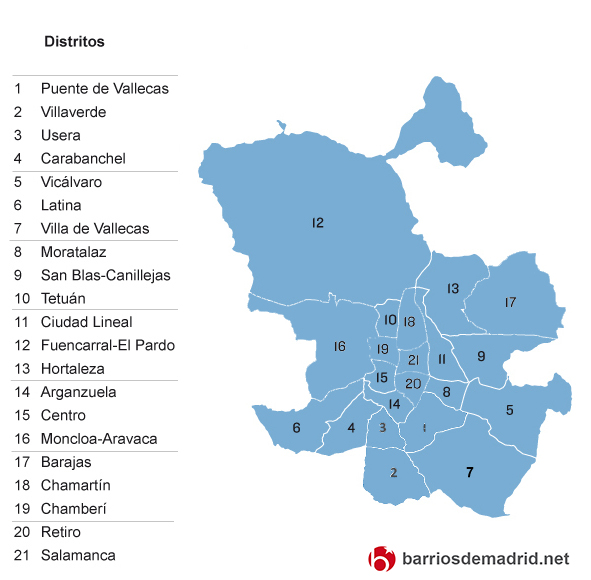 Distritos
1 Puente de Vallecas
2 Villaverde
3 Usera
4 Carabanchel
5 Vicálvaro
6 Latina
7 Villa de Vallecas
8 Moratalaz
9 San Blas-Canillejas
10 Tetuán
11 Ciudad Lineal
12 Fuencarral-El Pardo
13 Hortaleza
14 Arganzuela
15 Centro
16 Moncloa-Aravaca
17 Barajas
18 Chamartín
19 Chamberí
20 Retiro
21 Salamanca
12
13
17
10
18
16
19
21
11
9
15
20
8
14
5
6
4
3
1
2
7
barriosdemadrid.net